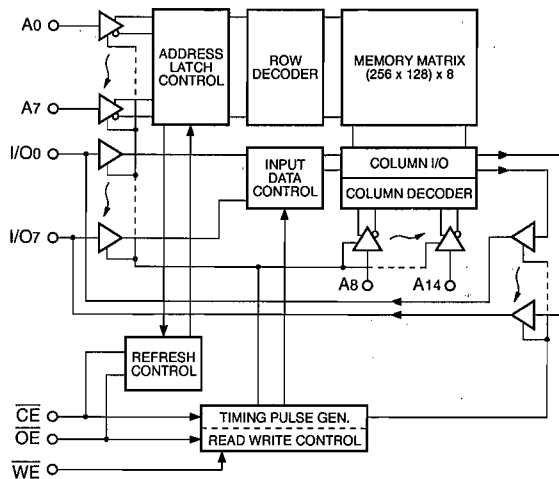 A0
A7
I/O0
I/O7
ADDRESS
LATCH
CONTROL
ROW
DECODER
MEMORY MATRIX
(256 x 128) x 8
INPUT
DATA
CONTROL
COLUMN I/O
COLUMN DECODER
A8
A14
REFRESH
CONTROL
CE
OE
WE
TIMING PULSE GEN.
READ WRITE CONTROL